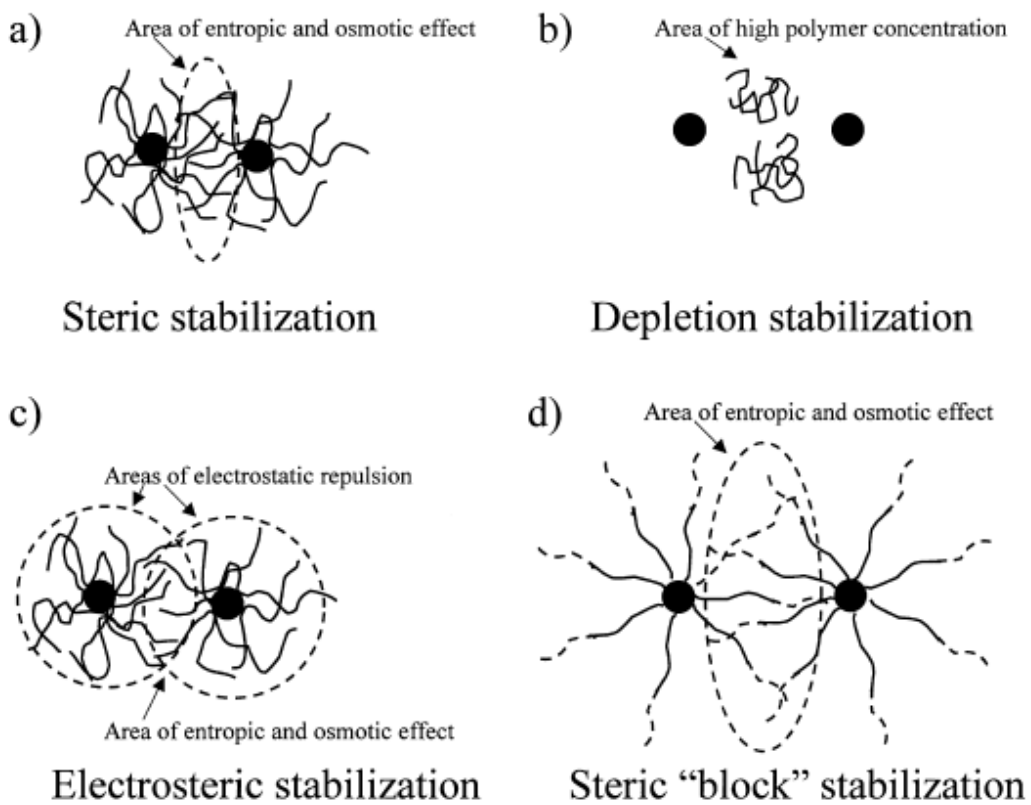 a)
Area of entropic and osmotic effect
Steric stabilization
b)
Area of high polymer concentration
Depletion stabilization
c)
Areas of electrostatic repulsion
Area of entropic and osmotic effect
Electrosteric stabilization
d)
Area of entropic and osmotic effect
Steric “block” stabilization